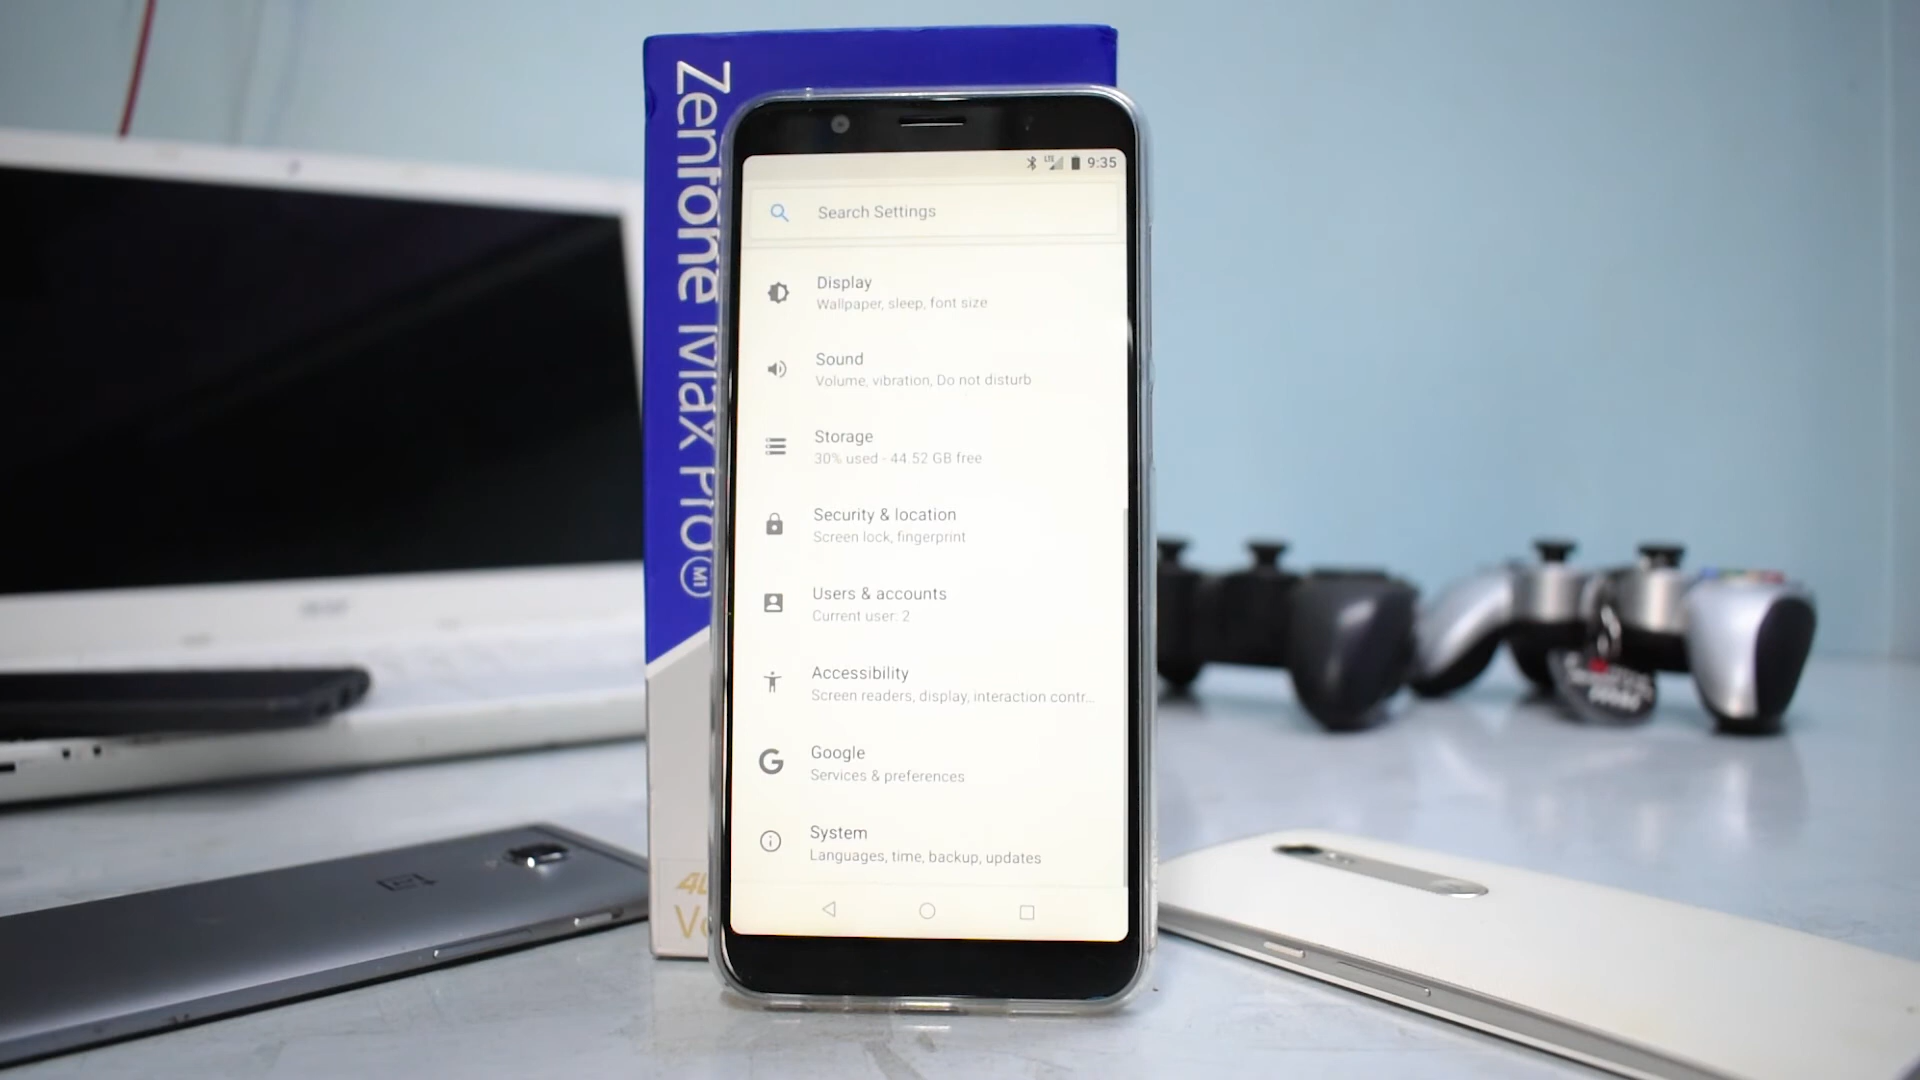 Zenfone Max Pro M1
LTE 9:35
Search Settings
Display
Wallpaper, sleep, font size
Sound
Volume, vibration, Do not disturb
Storage
30% used - 44.52 GB free
Security & location
Screen lock, fingerprint
Users & accounts
Current user: 2
Accessibility
Screen readers, display, interaction contr...
Google
Services & preferences
System
Languages, time, backup, updates